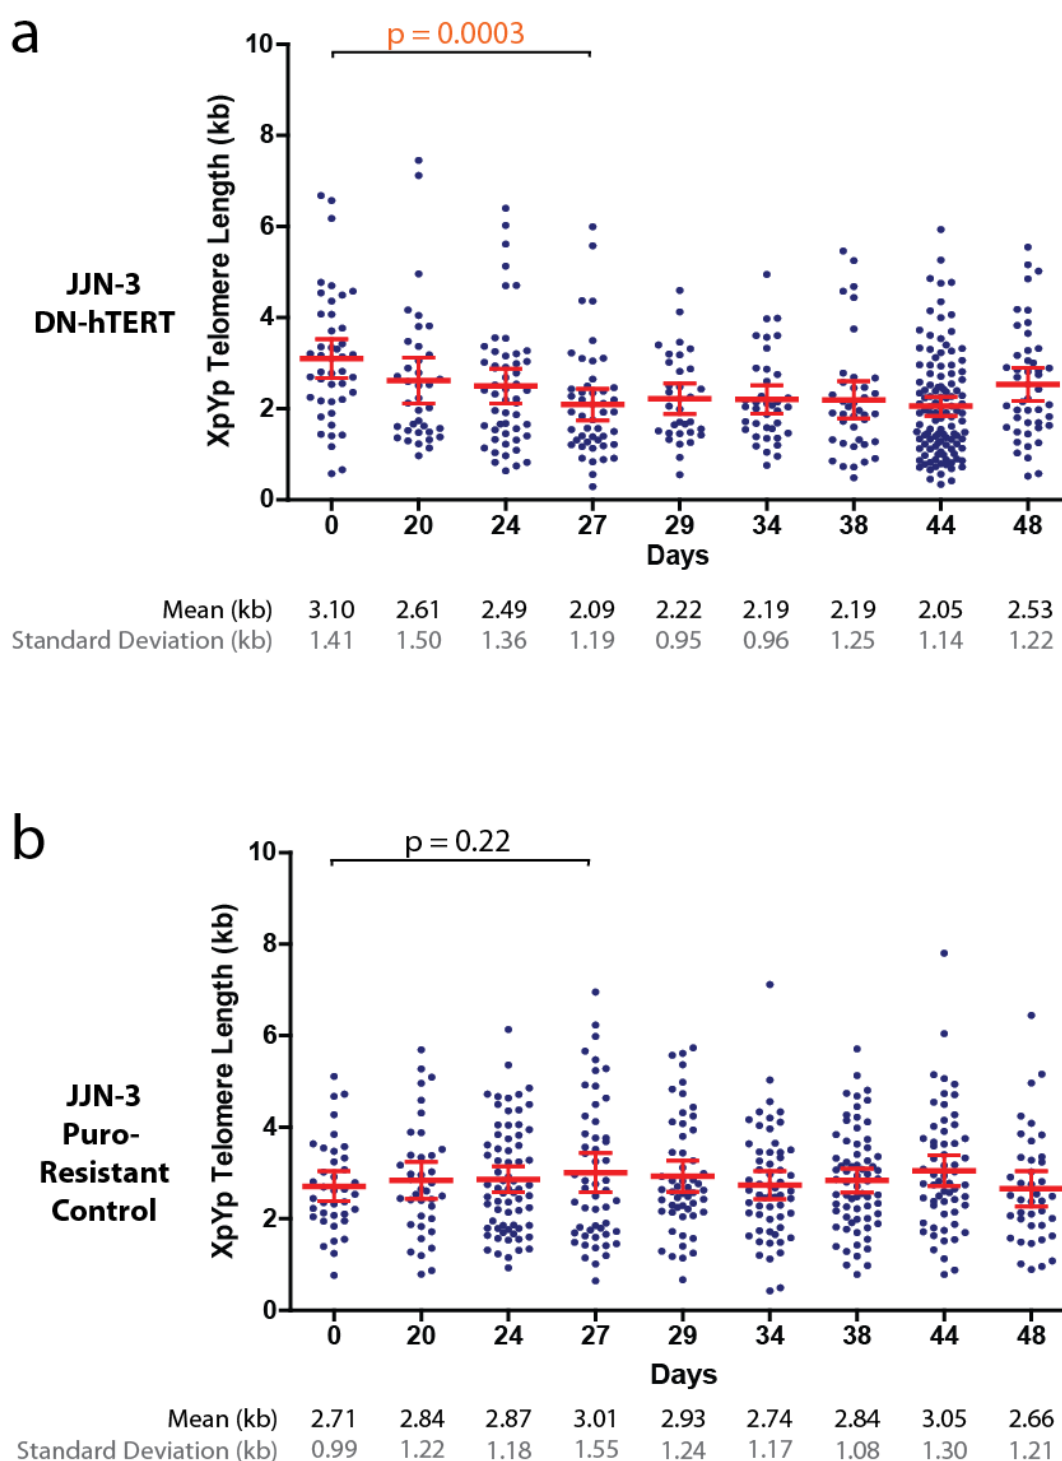 a
p = 0.0003
10
8
6
4
2
0
XpYp Telomere Length (kb)
JJN-3
DN-hTERT
0 20 24 27 29 34 38 44 48
Days
Mean (kb) 3.10 2.61 2.49 2.09 2.22 2.19 2.19 2.05 2.53
Standard Deviation (kb) 1.41 1.50 1.36 1.19 0.95 0.96 1.25 1.14 1.22
b
p = 0.22
10
8
6
4
2
0
XpYp Telomere Length (kb)
JJN-3
Puro-
Resistant
Control
0 20 24 27 29 34 38 44 48
Days
Mean (kb) 2.71 2.84 2.87 3.01 2.93 2.74 2.84 3.05 2.66
Standard Deviation (kb) 0.99 1.22 1.18 1.55 1.24 1.17 1.08 1.30 1.21